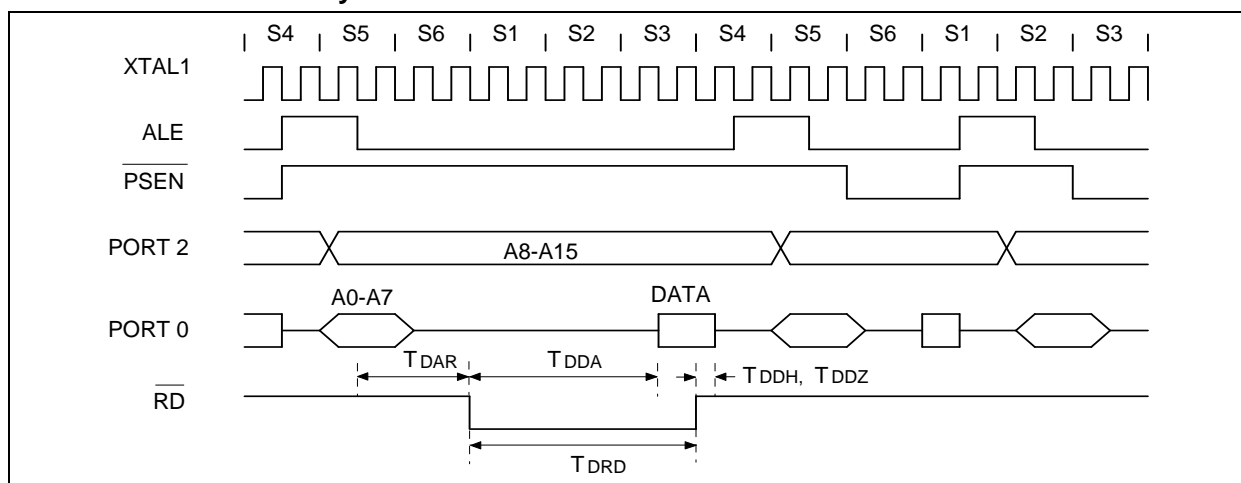 S4 S5 S6 S1 S2 S3 S4 S5 S6 S1 S2 S3
XTAL1
ALE
PSEN
PORT 2
A8-A15
A0-A7
DATA
PORT 0
TDAR
TDDA
TDDH, TDDZ
RD
TDRD